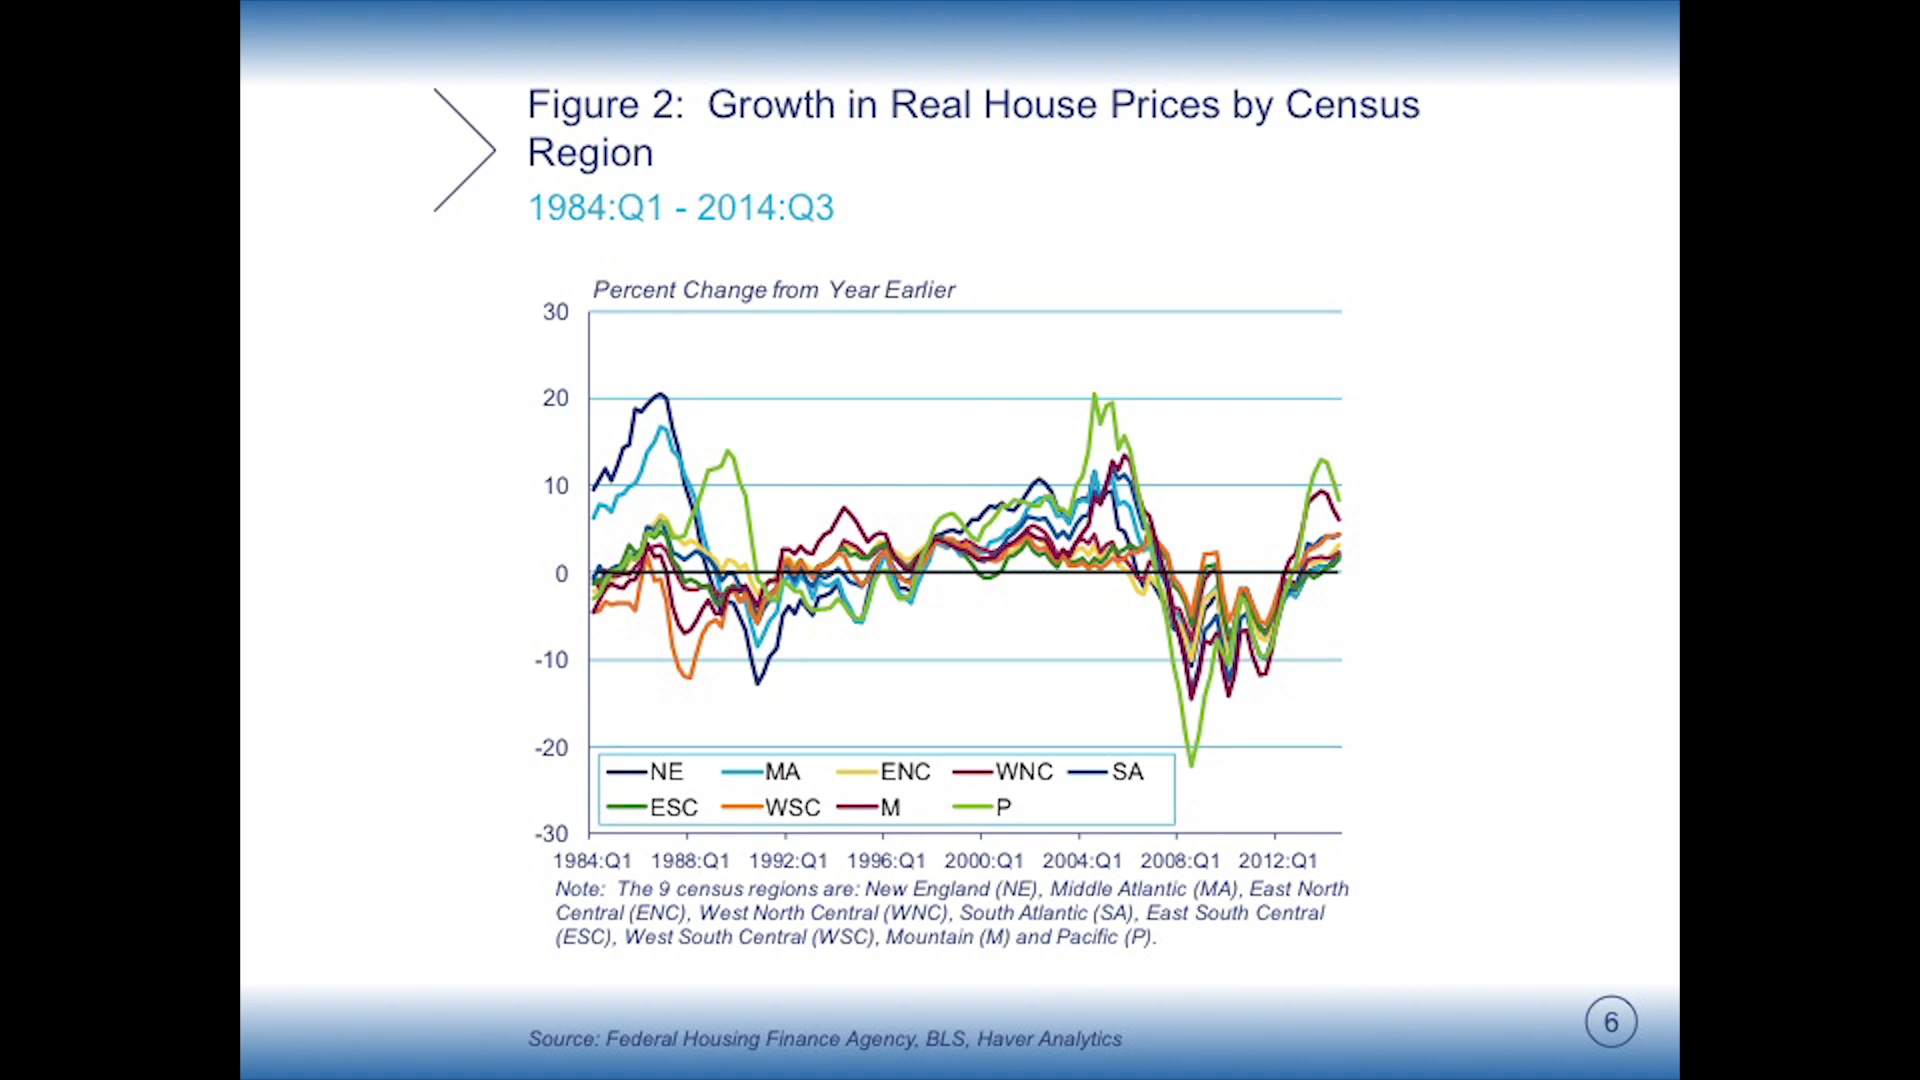 Figure 2: Growth in Real House Prices by Census
Region
1984:Q1 - 2014:Q3
Percent Change from Year Earlier
30
20
10
0
-10
-20
-30
NE MA ENC WNC SA
ESC WSC M P
1984:Q1 1988:Q1 1992:Q1 1996:Q1 2000:Q1 2004:Q1 2008:Q1 2012:Q1
Note: The 9 census regions are: New England (NE), Middle Atlantic (MA), East North
Central (ENC), West North Central (WNC), South Atlantic (SA), East South Central
(ESC), West South Central (WSC), Mountain (M) and Pacific (P).
Source: Federal Housing Finance Agency, BLS, Haver Analytics
6